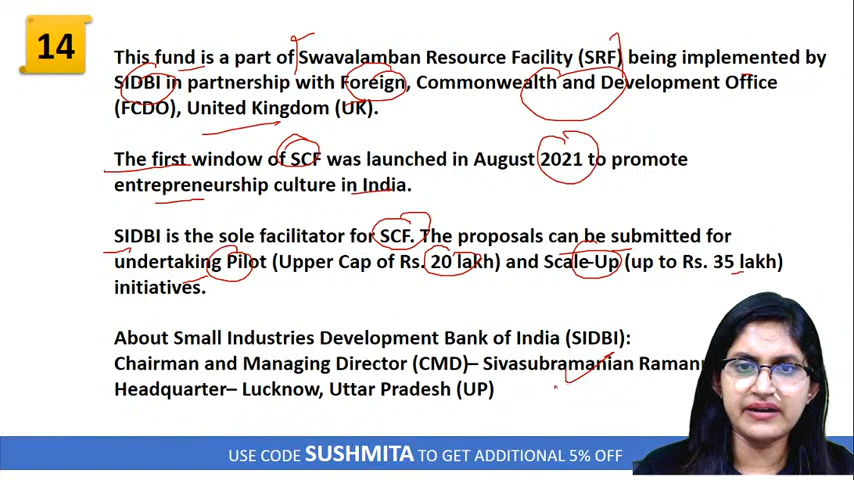 14
This fund is a part of Swavalamban Resource Facility (SRF) being implemented by
SIDBI in partnership with Foreign, Commonwealth and Development Office
(FCDO), United Kingdom (UK).
The first window of SCF was launched in August 2021 to promote
entrepreneurship culture in India.
SIDBI is the sole facilitator for SCF. The proposals can be submitted for
undertaking Pilot (Upper Cap of Rs. 20 lakh) and Scale-Up (up to Rs. 35 lakh)
initiatives.
About Small Industries Development Bank of India (SIDBI):
Chairman and Managing Director (CMD)– Sivasubramanian
Headquarter– Lucknow, Uttar Pradesh (UP)
USE CODE SUSHMITA TO GET ADDITIONAL 5% OFF